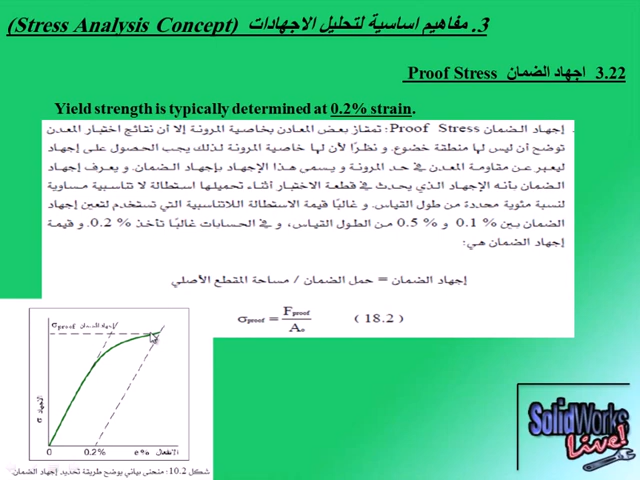 3. مفاهيم اساسية لتحليل الاجهادات (Stress Analysis Concept)
3.22 اجهاد الضمان Proof Stress
Yield strength is typically determined at 0.2% strain.
إجهاد الضمان Proof Stress: تمتاز بعض المعادن بخاصية المرونة إلا أن نتائج اختبار المعدن
توضح أن ليس لها منطقة خضوع. و نظرًا لأن لها خاصية المرونة لذلك يجب الحصول على إجهاد
ليعبر عن مقاومة المعدن في حد المرونة و يسمى هذا الإجهاد بإجهاد الضمان. و يعرف إجهاد
الضمان بأنه الإجهاد الذي يحدث في قطعة الاختبار أثناء تحميلها استطالة لا تناسبية مساوية
لنسبة مئوية محددة من طول القياس. و غالبًا قيمة الاستطالة اللاتناسبية التي تستخدم لتعين إجهاد
الضمان بين 0.1 % و 0.5 % من الطول القياس، و في الحسابات غالبًا تأخذ 0.2 %. و قيمة
إجهاد الضمان هي:
إجهاد الضمان = حمل الضمان / مساحة المقطع الأصلي
σproof = Fproof / A₀ (18.2)
σproof إجهاد الضمان/
الإجهاد σ
0 0.2% e% الانفعال
شكل 10.2: منحنى بياني يوضح طريقة تحديد إجهاد الضمان.
SolidWorks
Live!